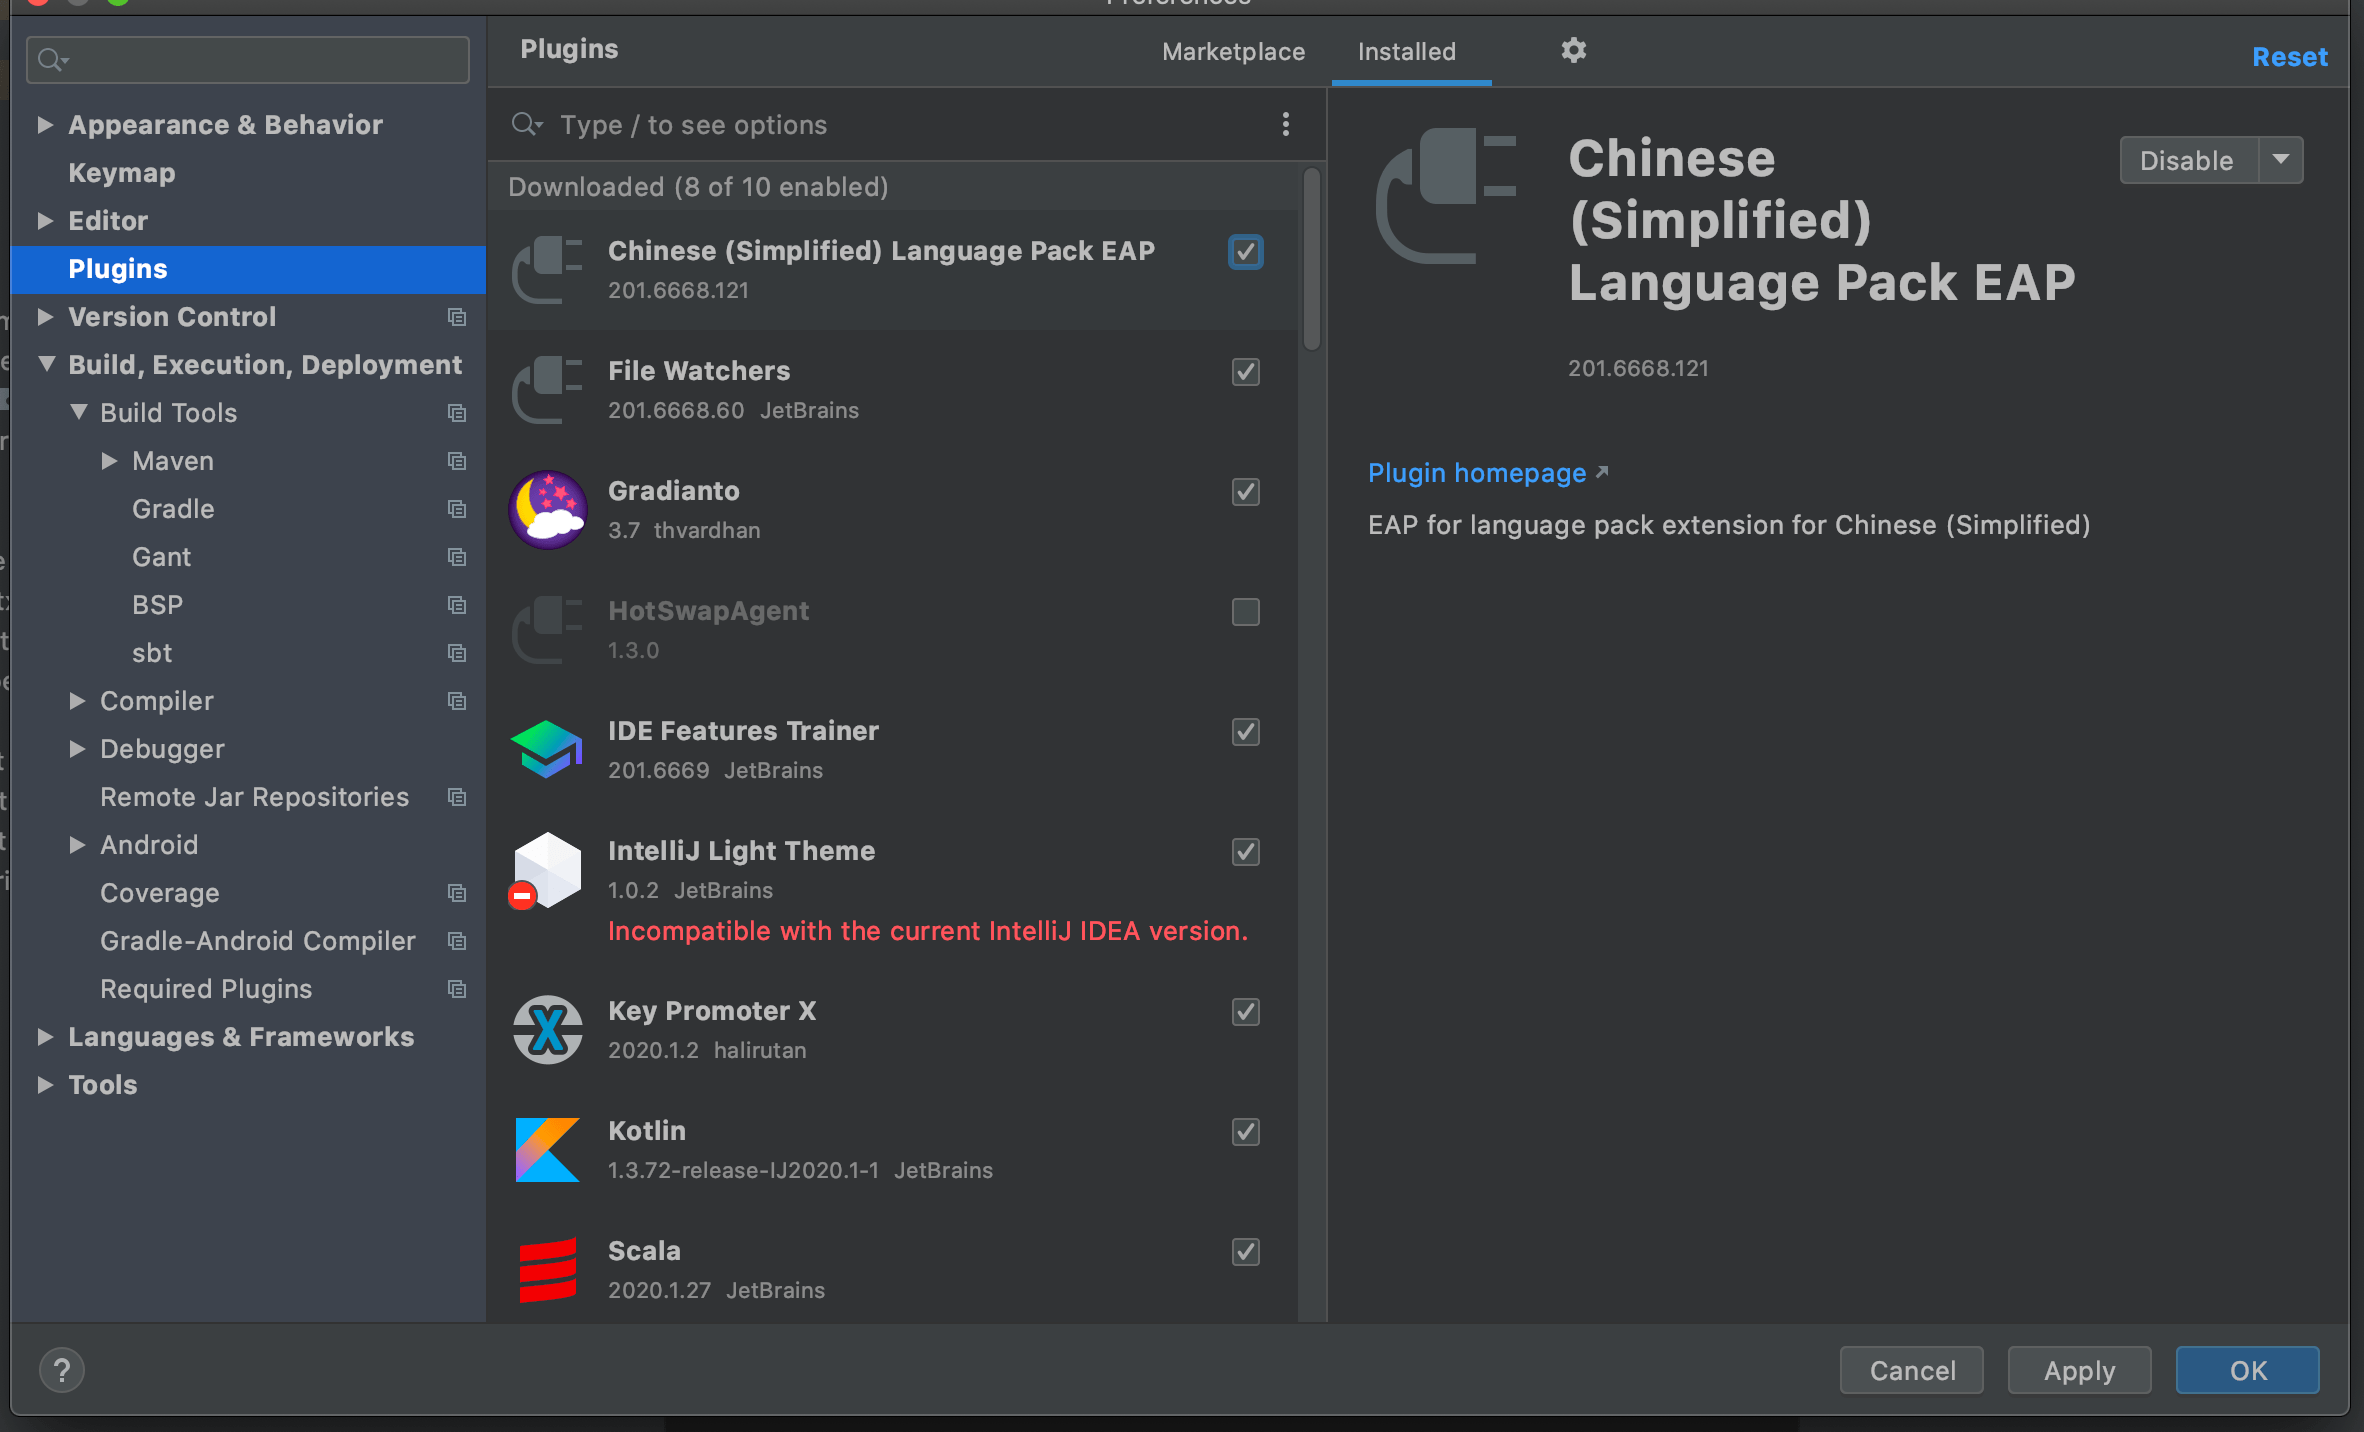 Preferences
Plugins
Marketplace
Installed
Reset
Type / to see options
Appearance & Behavior
Keymap
Editor
Plugins
Version Control
Build, Execution, Deployment
Build Tools
Maven
Gradle
Gant
BSP
sbt
Compiler
Debugger
Remote Jar Repositories
Android
Coverage
Gradle-Android Compiler
Required Plugins
Languages & Frameworks
Tools
Downloaded (8 of 10 enabled)
Chinese (Simplified) Language Pack EAP
201.6668.121
File Watchers
201.6668.60 JetBrains
Gradianto
3.7 thvardhan
HotSwapAgent
1.3.0
IDE Features Trainer
201.6669 JetBrains
IntelliJ Light Theme
1.0.2 JetBrains
Incompatible with the current IntelliJ IDEA version.
Key Promoter X
2020.1.2 halirutan
Kotlin
1.3.72-release-IJ2020.1-1 JetBrains
Scala
2020.1.27 JetBrains
Chinese
(Simplified)
Language Pack EAP
Disable
201.6668.121
Plugin homepage
EAP for language pack extension for Chinese (Simplified)
?
Cancel
Apply
OK